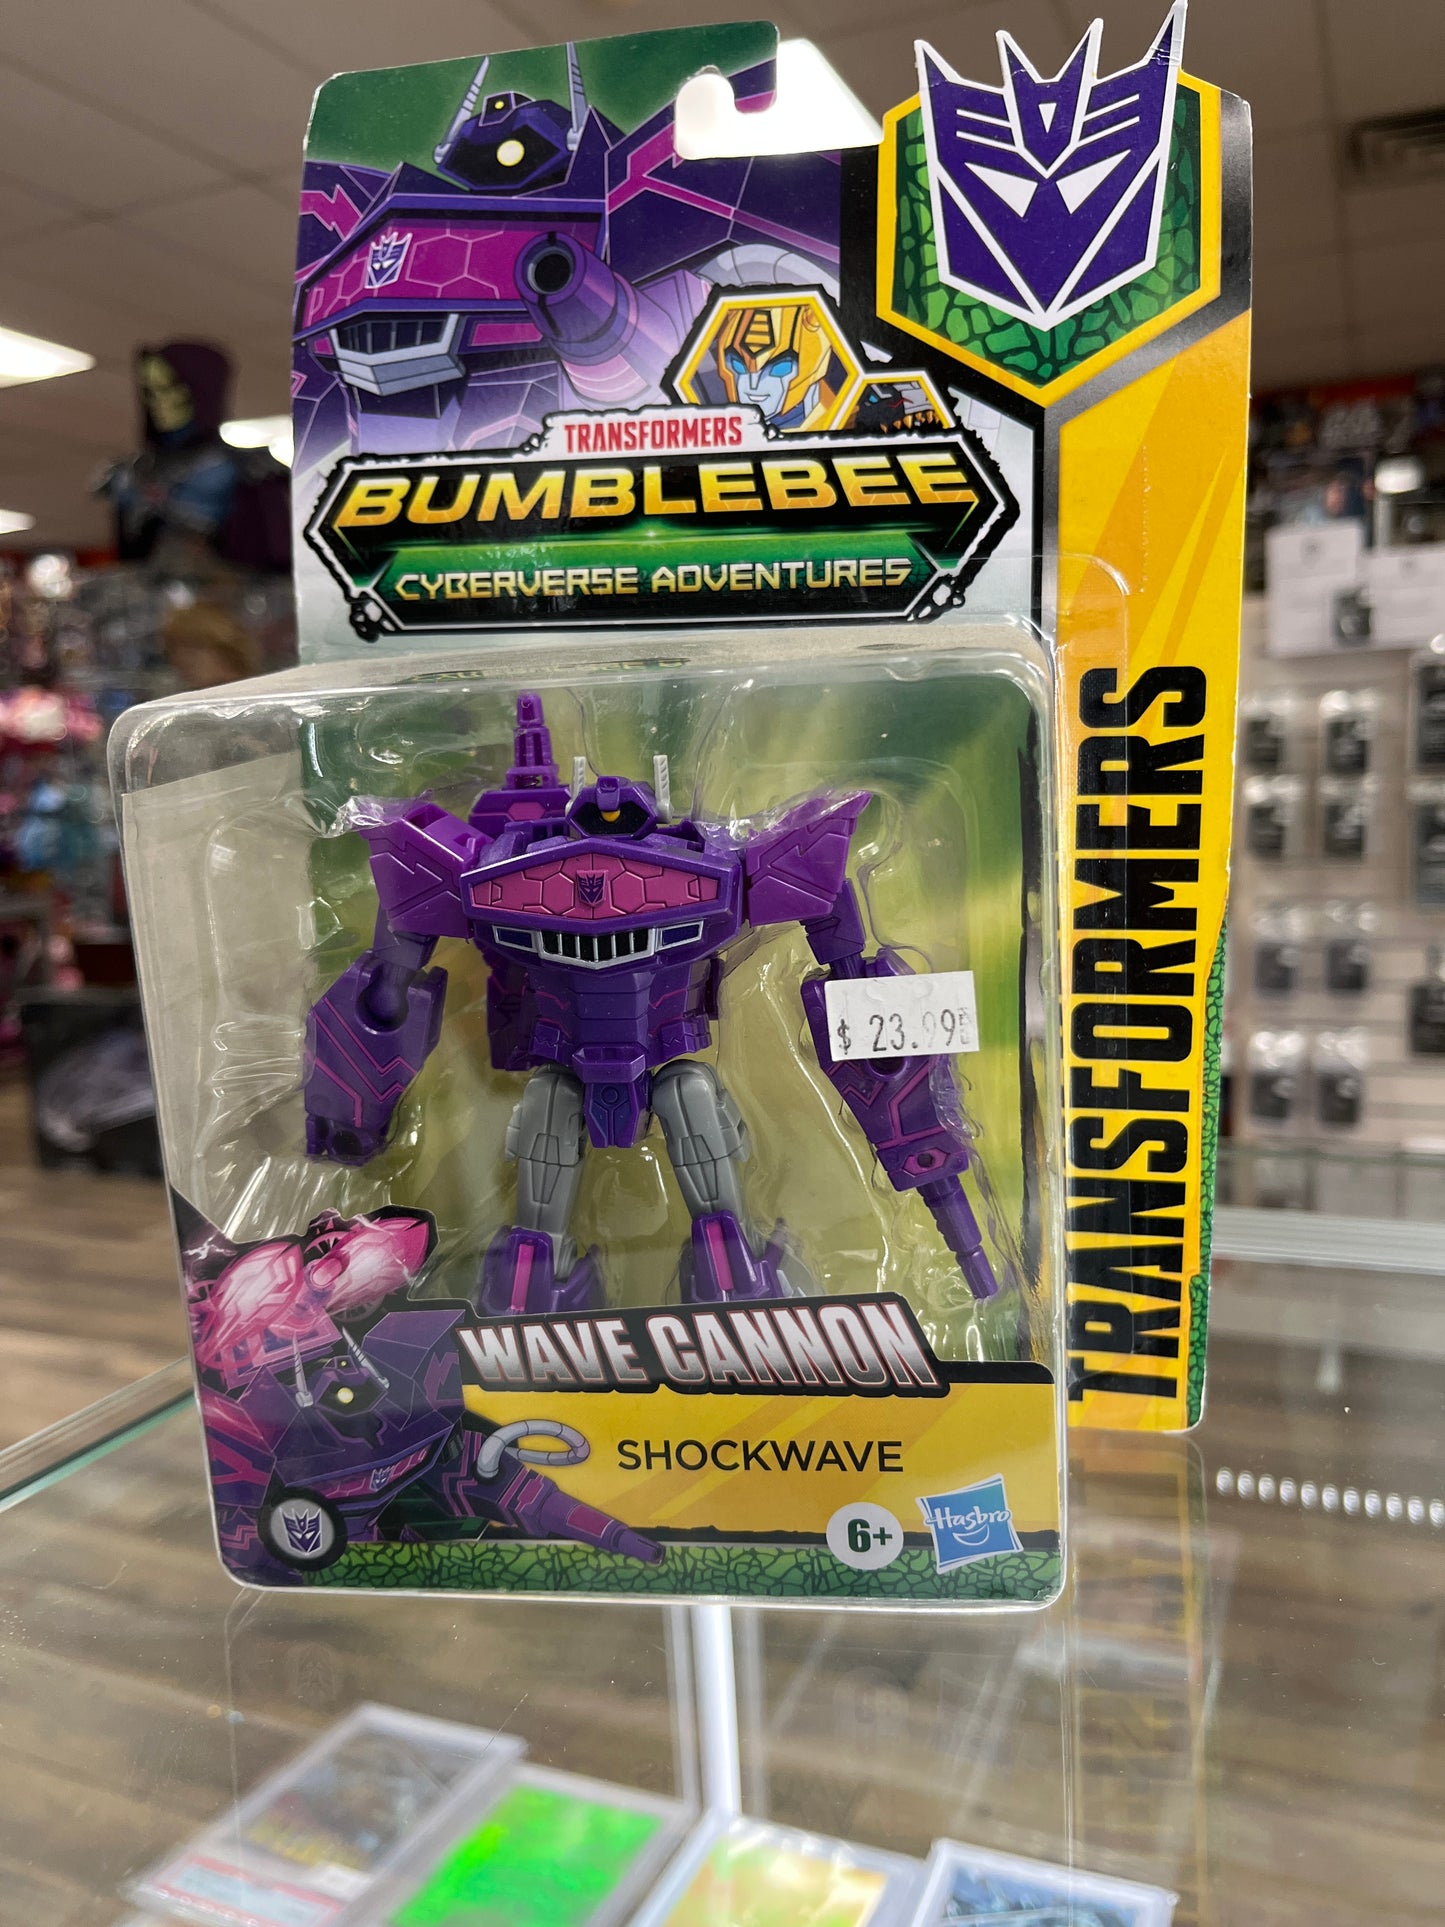 TRANSFORMERS
BUMBLEBEE
CYBERVERSE ADVENTURES
TRANSFORMERS
$ 23.99
WAVE CANNON
SHOCKWAVE
6+
Hasbro